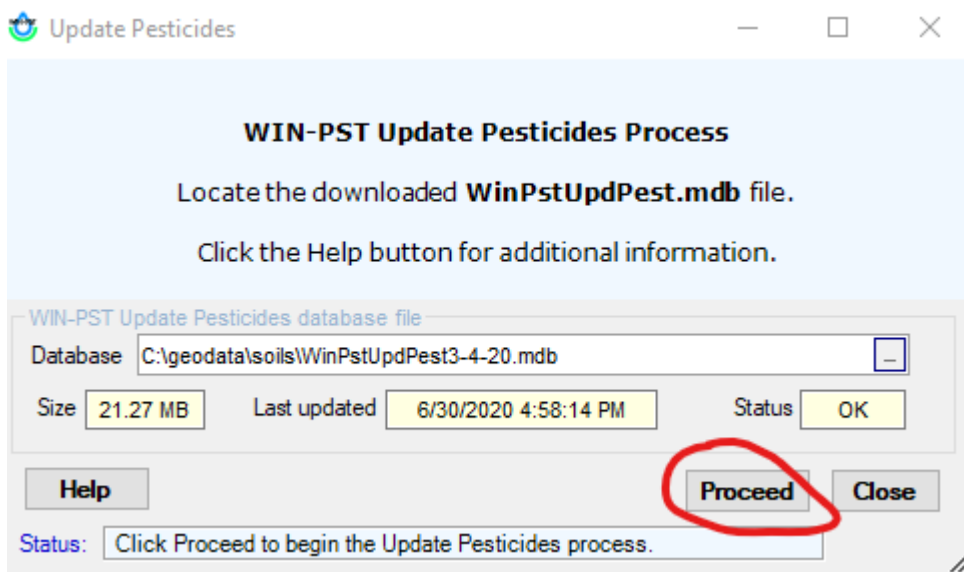 Update Pesticides
WIN-PST Update Pesticides Process
Locate the downloaded WinPstUpdPest.mdb file.
Click the Help button for additional information.
WIN-PST Update Pesticides database file
Database C:\geodata\soils\WinPstUpdPest3-4-20.mdb ...
Size 21.27 MB Last updated 6/30/2020 4:58:14 PM Status OK
Help Proceed Close
Status: Click Proceed to begin the Update Pesticides process.